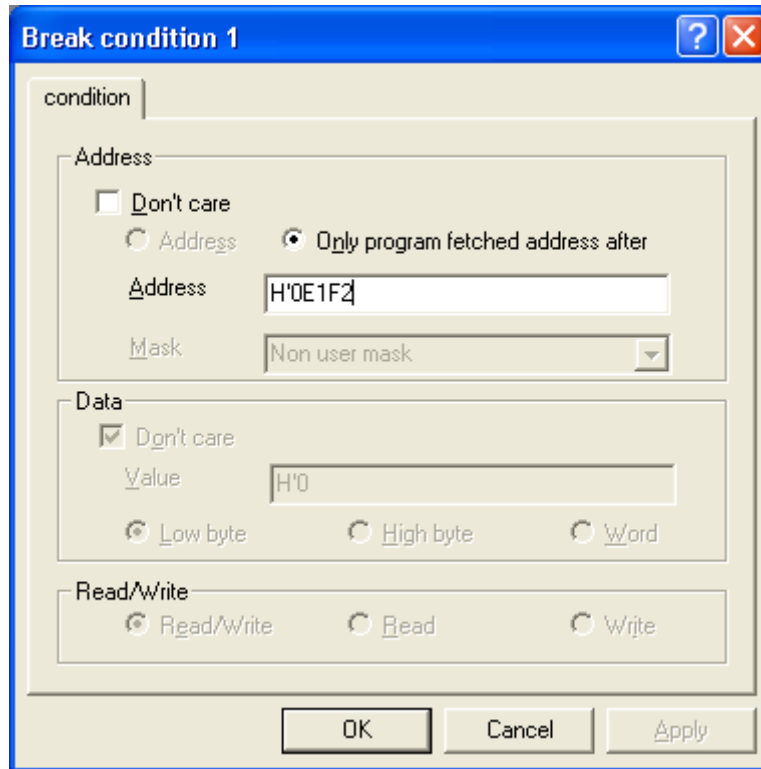 Break condition 1
condition
Address
Don't care
Address Only program fetched address after
Address H'0E1F2
Mask Non user mask
Data
Don't care
Value H'0
Low byte High byte Word
Read/Write
Read/Write Read Write
OK Cancel Apply